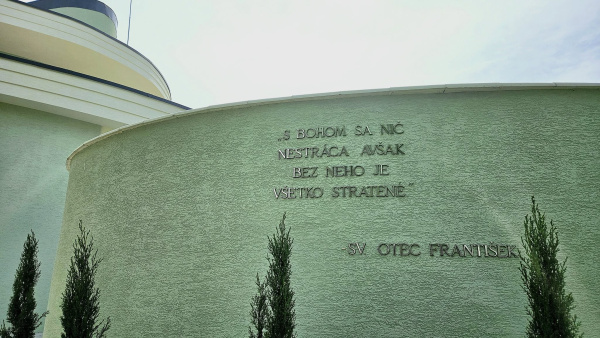 „S BOHOM SA NIČ
NESTRÁCA AVŠAK
BEZ NEHO JE
VŠETKO STRATENÉ"
SV. OTEC FRANTIŠEK